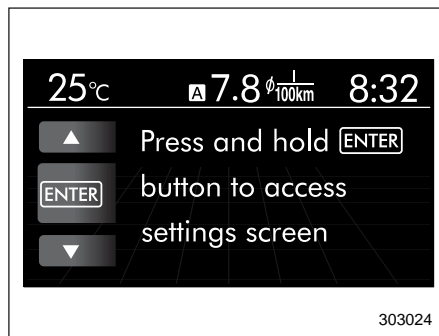 25°C A 7.8 ø l/100km 8:32
▲ Press and hold ENTER
ENTER button to access
▼ settings screen
303024